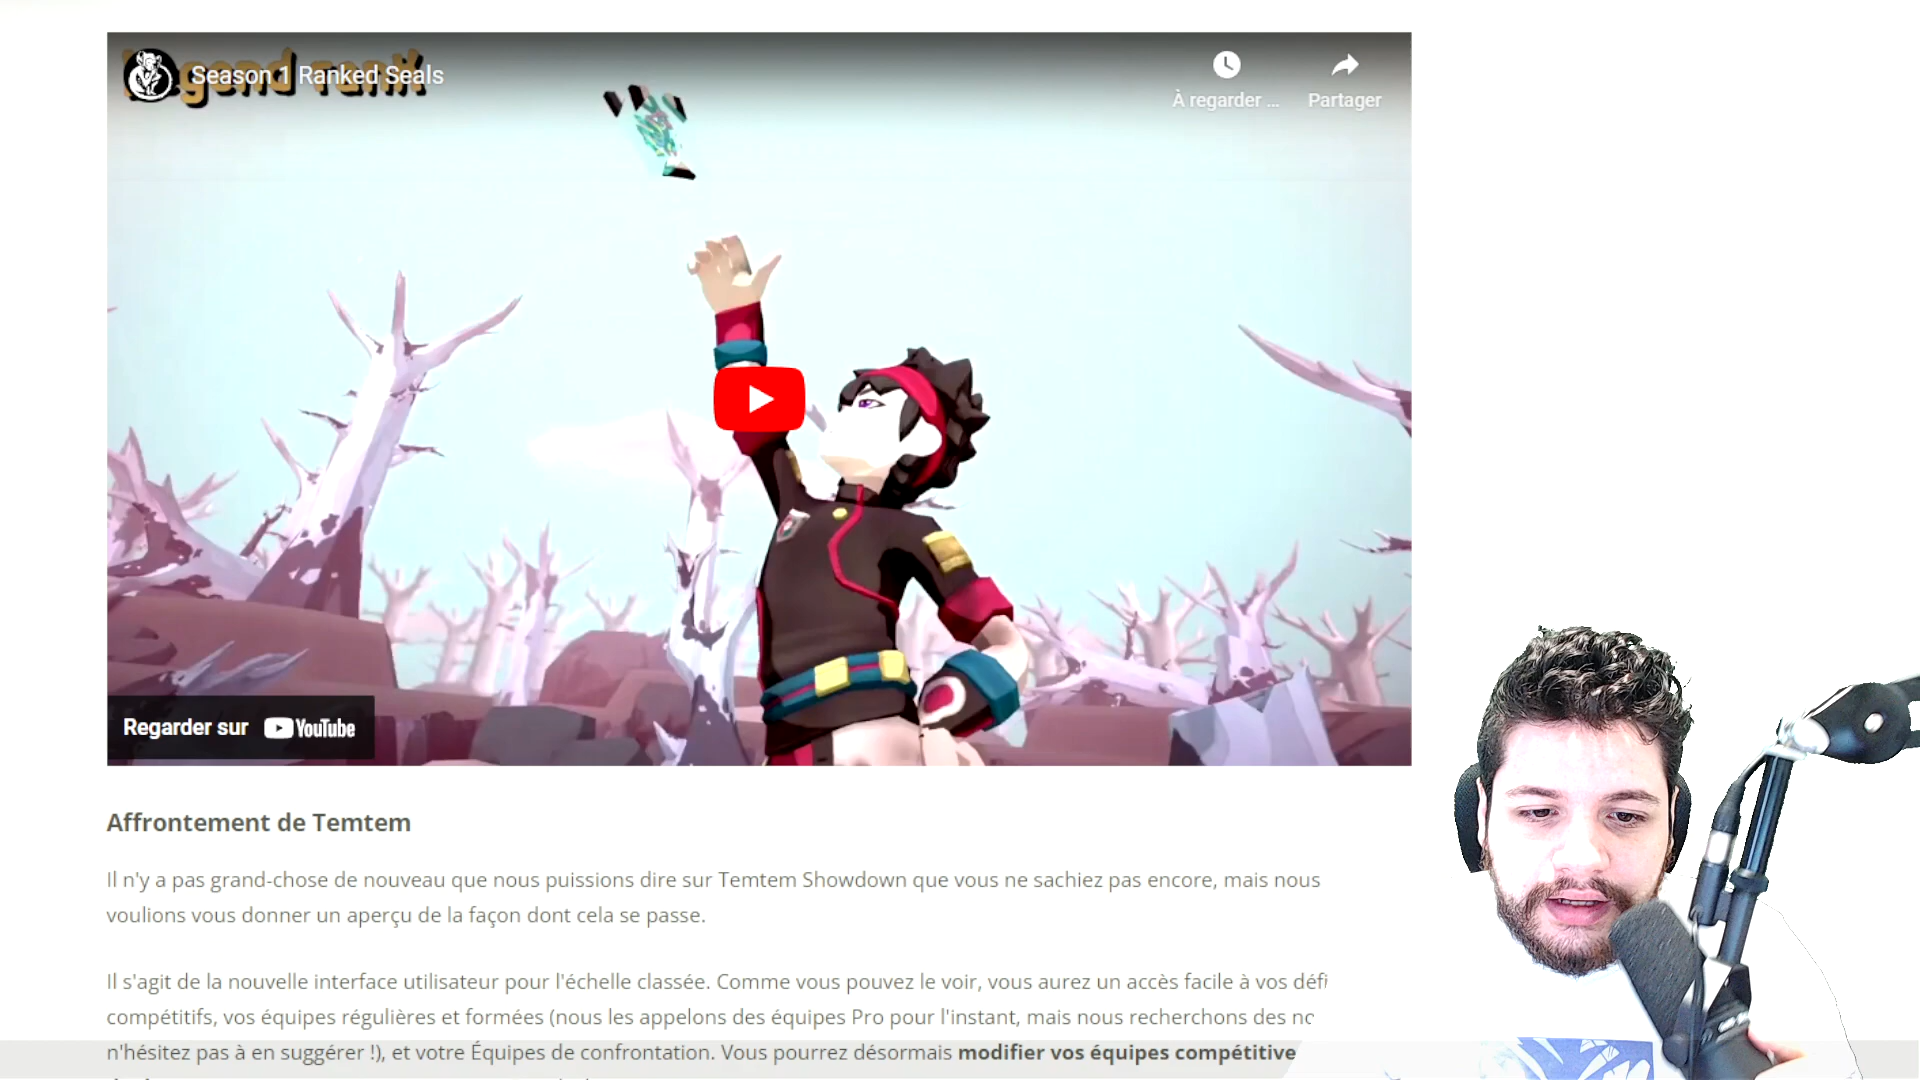 Season 1 Ranked Seals
À regarder ...
Partager
Regarder sur YouTube
Affrontement de Temtem
Il n'y a pas grand-chose de nouveau que nous puissions dire sur Temtem Showdown que vous ne sachiez pas encore, mais nous
voulions vous donner un aperçu de la façon dont cela se passe.
Il s'agit de la nouvelle interface utilisateur pour l'échelle classée. Comme vous pouvez le voir, vous aurez un accès facile à vos défi
compétitifs, vos équipes régulières et formées (nous les appelons des équipes Pro pour l'instant, mais nous recherchons des
n'hésitez pas à en suggérer !), et votre Équipes de confrontation. Vous pourrez désormais modifier vos équipes compétitive